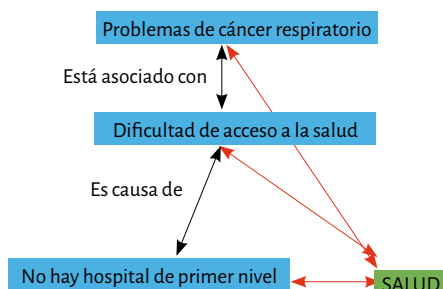 Problemas de cáncer respiratorio
Está asociado con
Dificultad de acceso a la salud
Es causa de
No hay hospital de primer nivel
SALUD